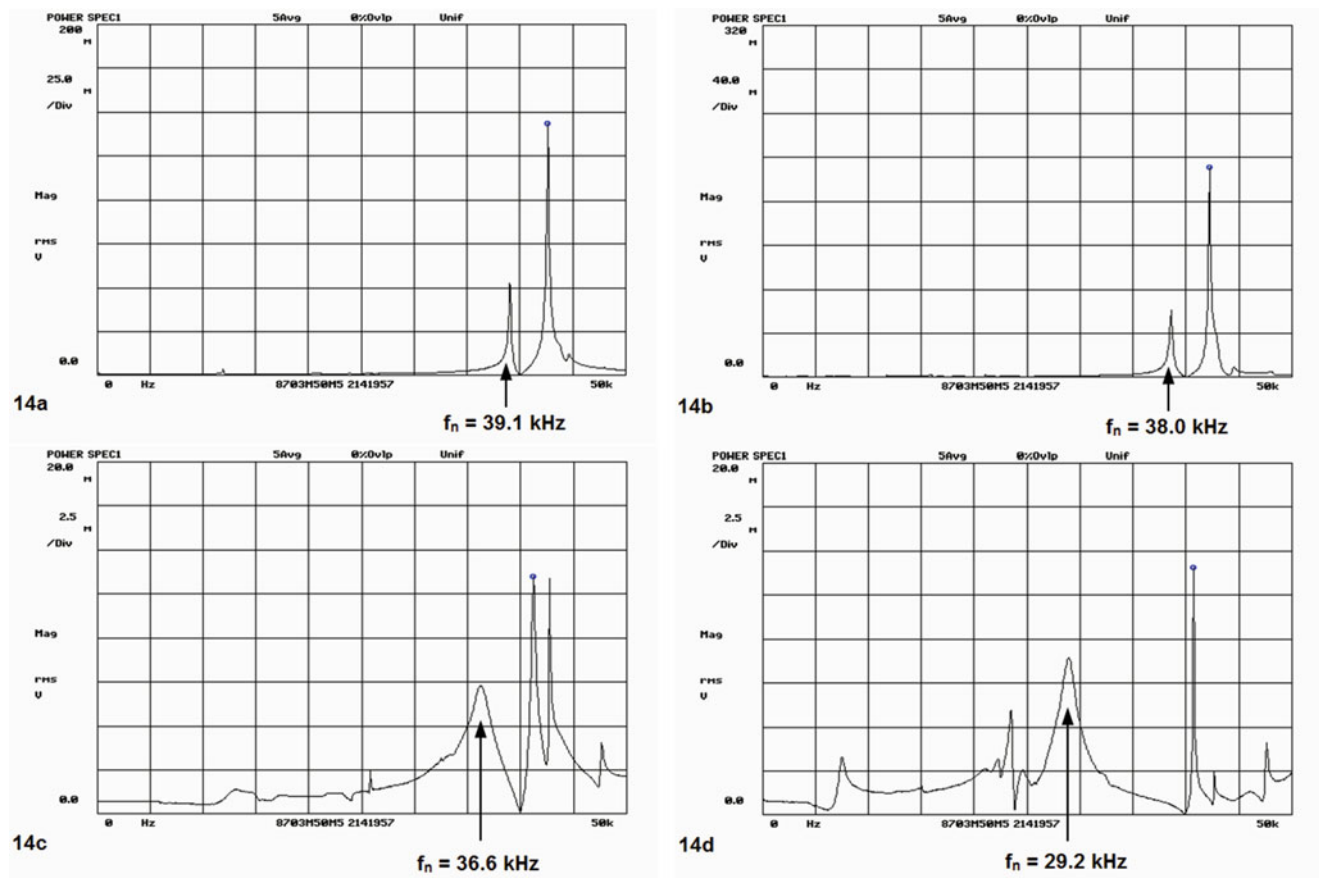 POWER SPEC1 5Avg 0%Ovlp Unif
200
M
25.0
M
/Div
Mag
rms
V
0.0
0 Hz 8703M50M5 2141957 50k
14a
fn = 39.1 kHz
POWER SPEC1 5Avg 0%Ovlp Unif
320
M
40.0
M
/Div
Mag
rms
V
0.0
0 Hz 8703M50M5 2141957 50k
14b
fn = 38.0 kHz
POWER SPEC1 5Avg 0%Ovlp Unif
20.0
M
2.5
M
/Div
Mag
rms
V
0.0
0 Hz 8703M50M5 2141957 50k
14c
fn = 36.6 kHz
POWER SPEC1 5Avg 0%Ovlp Unif
20.0
M
2.5
M
/Div
Mag
rms
V
0.0
0 Hz 8703M50M5 2141957 50k
14d
fn = 29.2 kHz